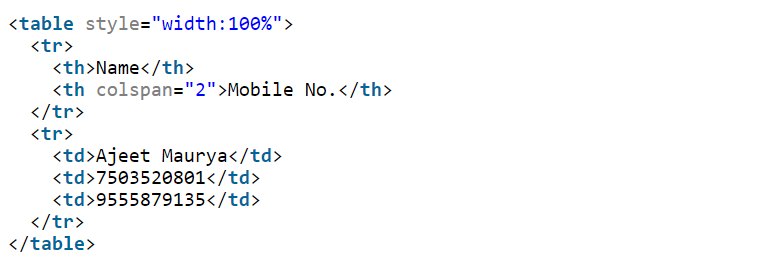 <table style="width:100%">
  <tr>
    <th>Name</th>
    <th colspan="2">Mobile No.</th>
  </tr>
  <tr>
    <td>Ajeet Maurya</td>
    <td>7503520801</td>
    <td>9555879135</td>
  </tr>
</table>